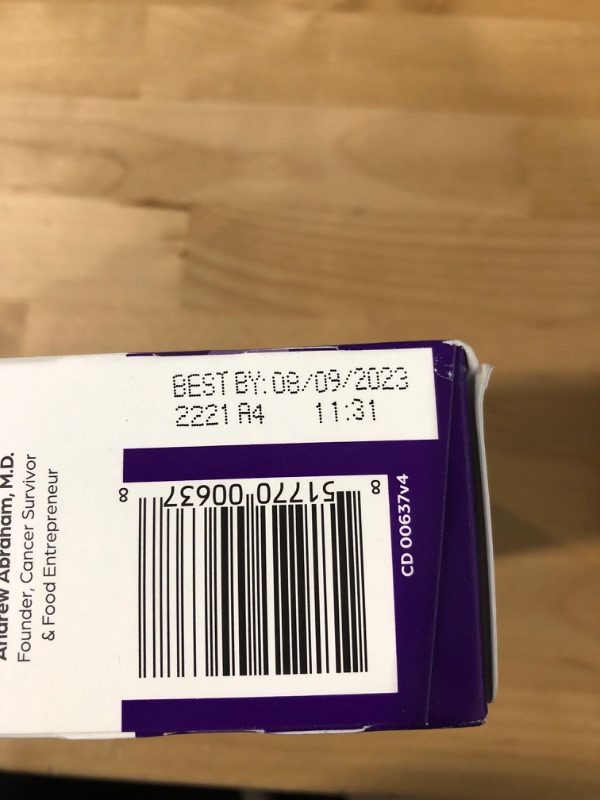 BEST BY: 08/09/2023
2221 A4 11:31
8 51770 00637 8
CD 00637v4
Andrew Abraham, M.D.
Founder, Cancer Survivor
& Food Entrepreneur